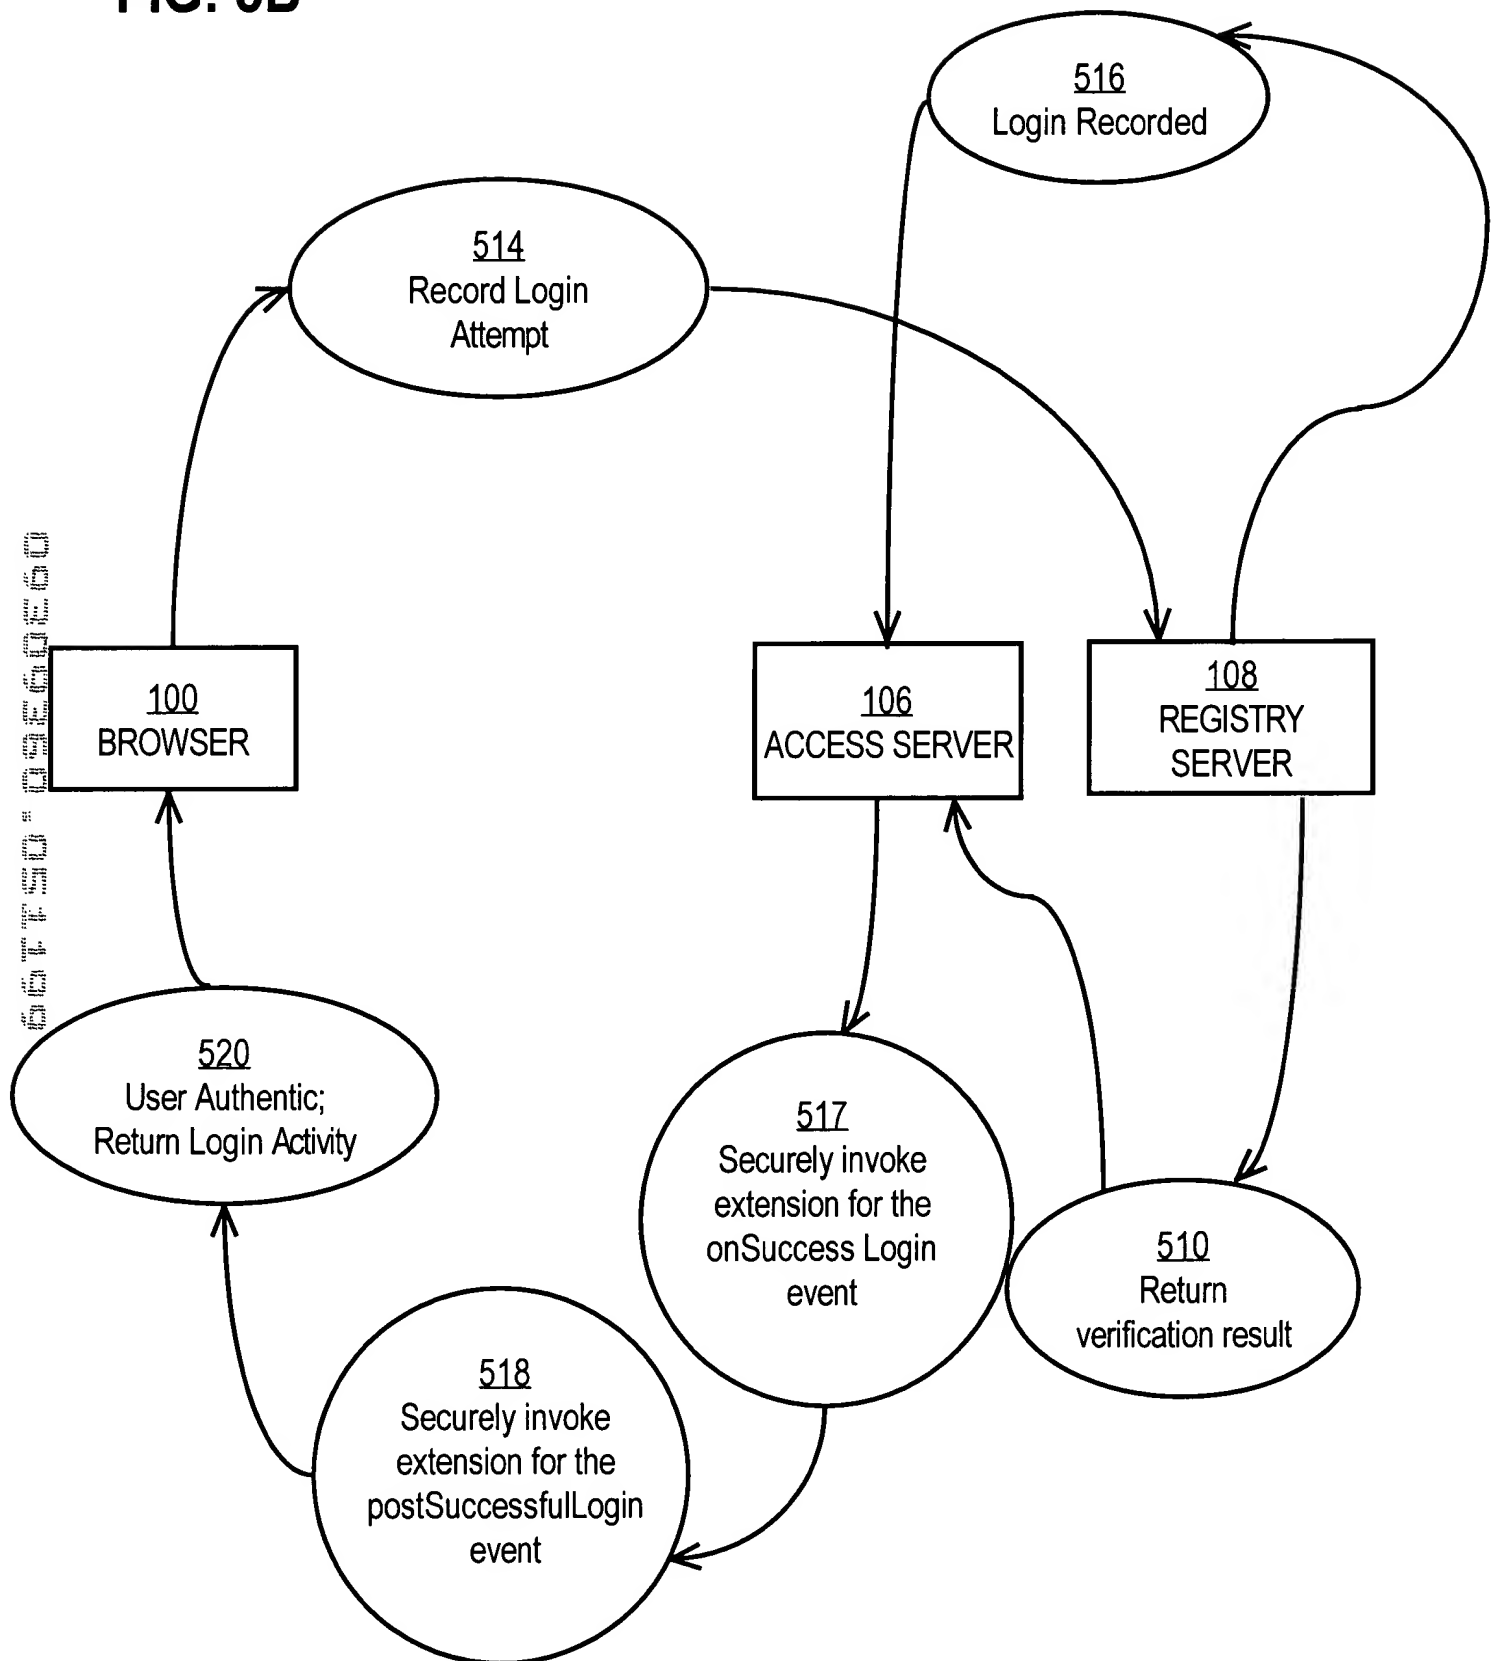 FIG. 5B
516
Login Recorded
514
Record Login
Attempt
100
BROWSER
106
ACCESS SERVER
108
REGISTRY
SERVER
520
User Authentic;
Return Login Activity
517
Securely invoke
extension for the
onSuccess Login
event
510
Return
verification result
518
Securely invoke
extension for the
postSuccessfulLogin
event